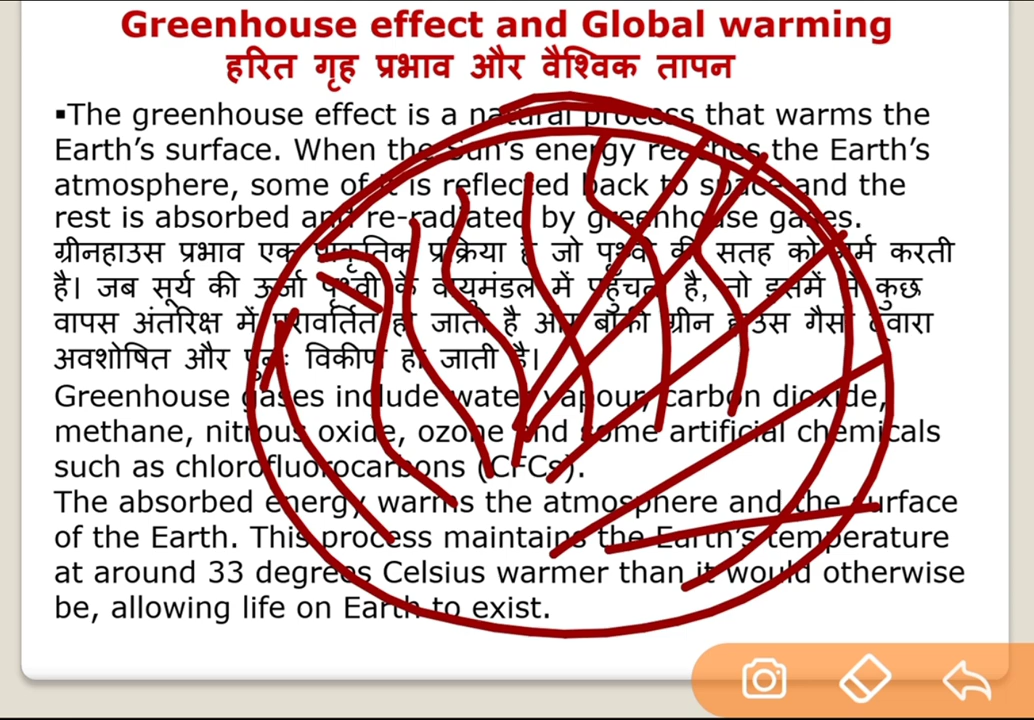 Greenhouse effect and Global warming
हरित गृह प्रभाव और वैश्विक तापन
▪The greenhouse effect is a natural process that warms the
Earth’s surface. When the Sun’s energy reaches the Earth’s
atmosphere, some of it is reflected back to space and the
rest is absorbed and re-radiated by greenhouse gases.
ग्रीनहाउस प्रभाव एक प्राकृतिक प्रक्रिया है जो पृथ्वी की सतह को गर्म करती
है। जब सूर्य की ऊर्जा पृथ्वी के वायुमंडल में पहुँचती है, तो इसमें से कुछ
वापस अंतरिक्ष में परावर्तित हो जाती है और बाकी ग्रीन हाउस गैसों द्वारा
अवशोषित और पुनः विकीर्ण हो जाती है।
Greenhouse gases include water vapour, carbon dioxide,
methane, nitrous oxide, ozone and some artificial chemicals
such as chlorofluorocarbons (CFCs).
The absorbed energy warms the atmosphere and the surface
of the Earth. This process maintains the Earth’s temperature
at around 33 degrees Celsius warmer than it would otherwise
be, allowing life on Earth to exist.